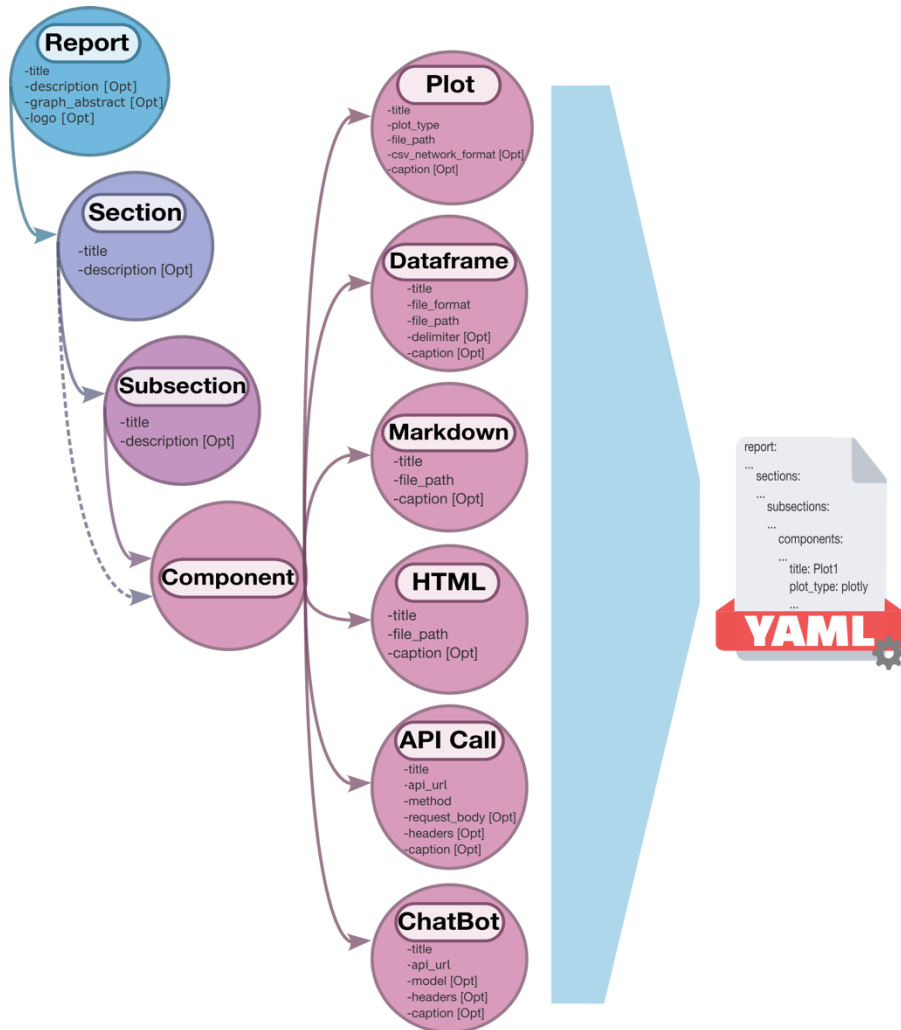 Report
-title
-description [Opt]
-graph_abstract [Opt]
-logo [Opt]
Section
-title
-description [Opt]
Subsection
-title
-description [Opt]
Component
Plot
-title
-plot_type
-file_path
-csv_network_format [Opt]
-caption [Opt]
Dataframe
-title
-file_format
-file_path
-delimiter [Opt]
-caption [Opt]
Markdown
-title
-file_path
-caption [Opt]
HTML
-title
-file_path
-caption [Opt]
API Call
-title
-api_url
-method
-request_body [Opt]
-headers [Opt]
-caption [Opt]
ChatBot
-title
-api_url
-model [Opt]
-headers [Opt]
-caption [Opt]
report:
...
sections:
...
subsections:
...
components:
...
title: Plot1
plot_type: plotly
...
YAML